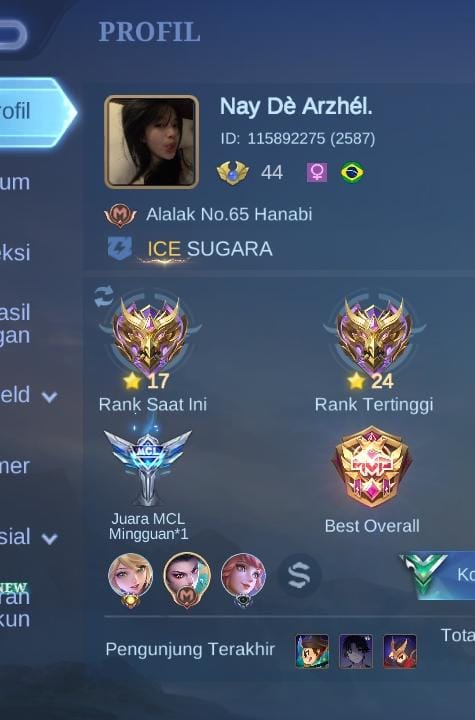 PROFIL
ofil
Nay Dè Arzhél.
ID: 115892275 (2587)
44
um
Alalak No.65 Hanabi
eksi
ICE SUGARA
asil
gan
17
24
eld
Rank Saat Ini
Rank Tertinggi
MCL
MVP
mer
Juara MCL
Mingguan*1
Best Overall
sial
NEW
ran
kun
Ko
Pengunjung Terakhir
Tota